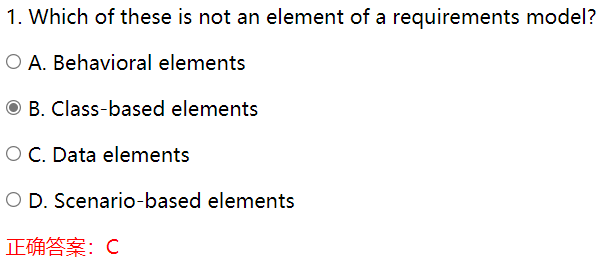 1. Which of these is not an element of a requirements model?
A. Behavioral elements
B. Class-based elements
C. Data elements
D. Scenario-based elements
正确答案：C